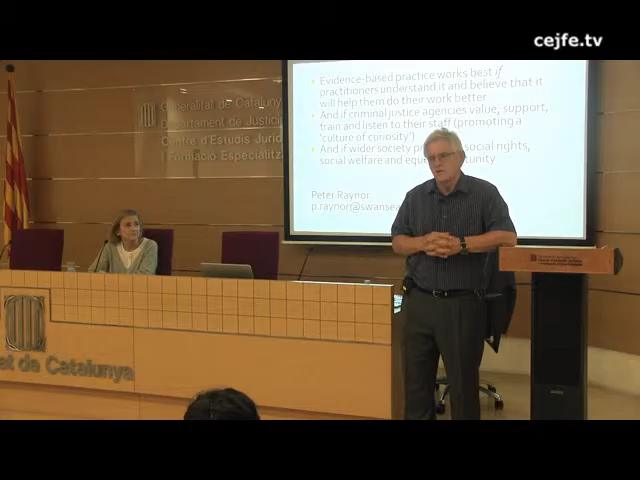 cejfe.tv
Evidence-based practice works best if
practitioners understand it and believe that it
will help them do their work better
And if criminal justice agencies value, support,
train and listen to their staff (promoting a
'culture of curiosity')
And if wider society social rights,
social welfare and
Peter Raynor
p.raynor@swansea
Generalitat de Catalunya
Departament de Justícia
Centre d'Estudis Jurídics
i Formació Especialitzada
at de Catalunya